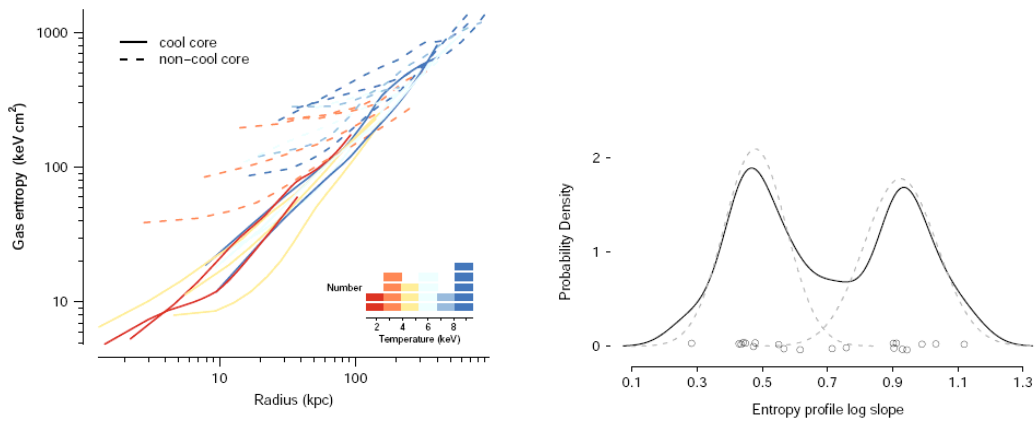 1000
100
10
Gas entropy (keV cm²)
cool core
non−cool core
Number
2 4 6 8
Temperature (keV)
10 100
Radius (kpc)
2
1
0
Probability Density
0.1 0.3 0.5 0.7 0.9 1.1 1.3
Entropy profile log slope